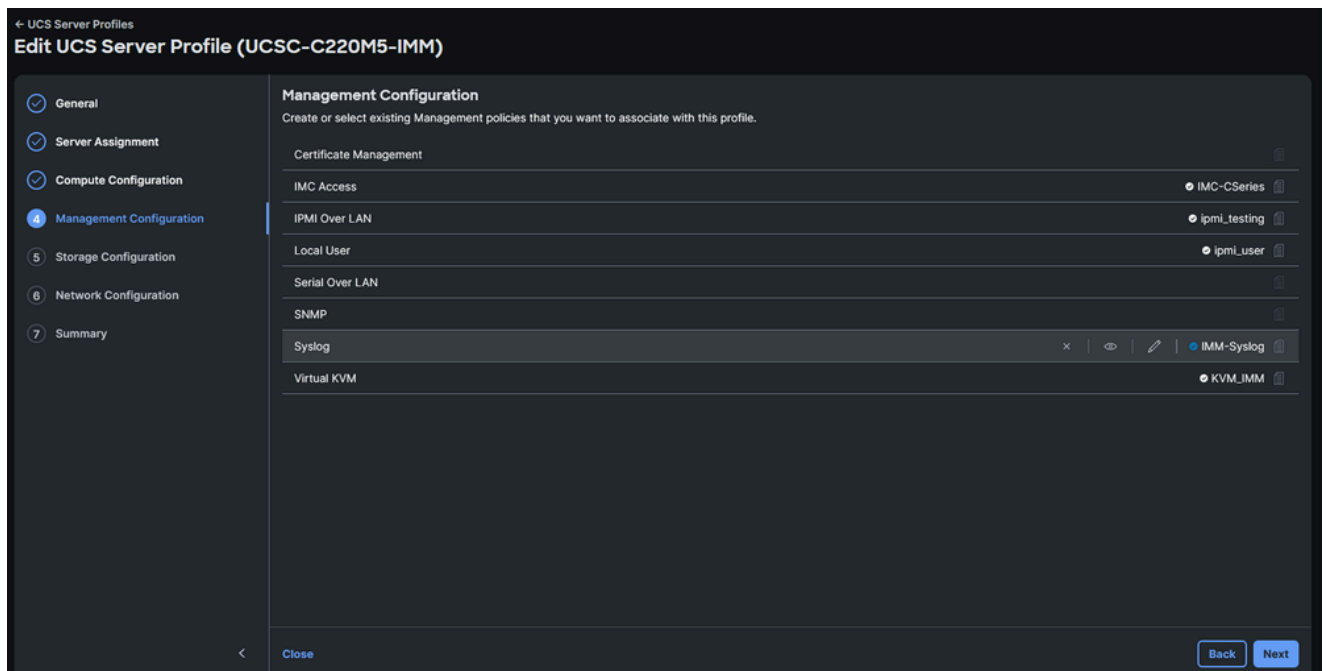 ← UCS Server Profiles
Edit UCS Server Profile (UCSC-C220M5-IMM)
General
Server Assignment
Compute Configuration
4 Management Configuration
5 Storage Configuration
6 Network Configuration
7 Summary
Management Configuration
Create or select existing Management policies that you want to associate with this profile.
Certificate Management
IMC Access IMC-CSeries
IPMI Over LAN ipmi_testing
Local User ipmi_user
Serial Over LAN
SNMP
Syslog IMM-Syslog
Virtual KVM KVM_IMM
Close Back Next